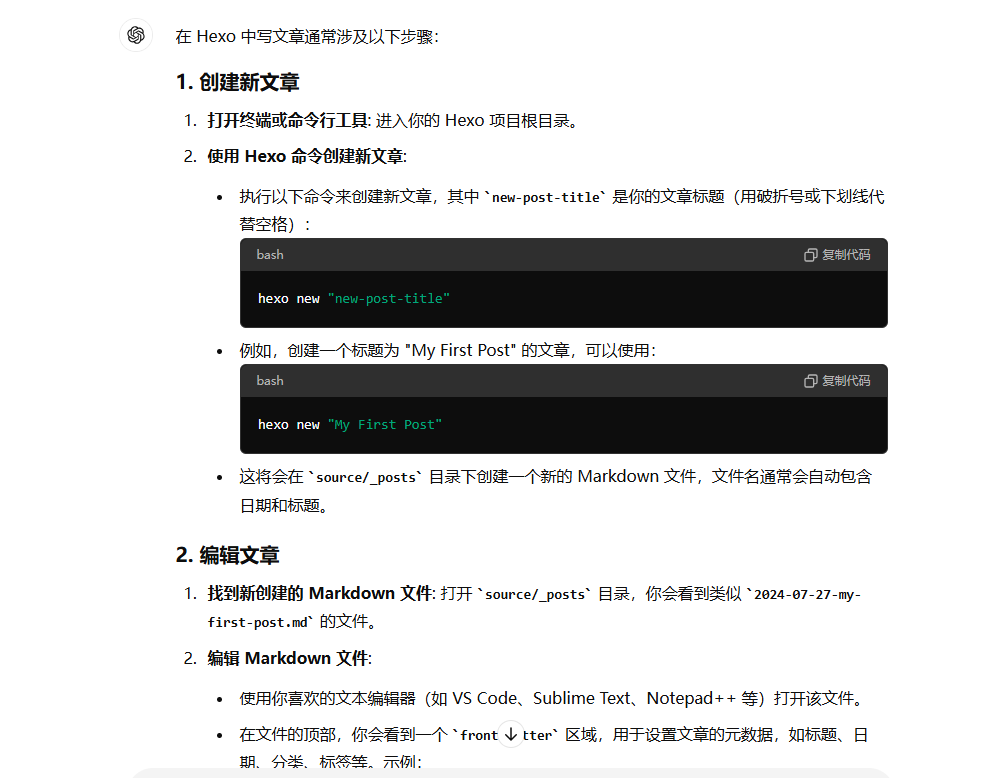 在 Hexo 中写文章通常涉及以下步骤：
1. 创建新文章
1. 打开终端或命令行工具: 进入你的 Hexo 项目根目录。
2. 使用 Hexo 命令创建新文章:
• 执行以下命令来创建新文章，其中 `new-post-title` 是你的文章标题（用破折号或下划线代
替空格）：
bash 复制代码
hexo new "new-post-title"
• 例如，创建一个标题为 "My First Post" 的文章，可以使用：
bash 复制代码
hexo new "My First Post"
• 这将会在 `source/_posts` 目录下创建一个新的 Markdown 文件，文件名通常会自动包含
日期和标题。
2. 编辑文章
1. 找到新创建的 Markdown 文件: 打开 `source/_posts` 目录，你会看到类似 `2024-07-27-my-
first-post.md` 的文件。
2. 编辑 Markdown 文件:
• 使用你喜欢的文本编辑器（如 VS Code、Sublime Text、Notepad++ 等）打开该文件。
• 在文件的顶部，你会看到一个 `front tter` 区域，用于设置文章的元数据，如标题、日
期、分类、标签等。示例：